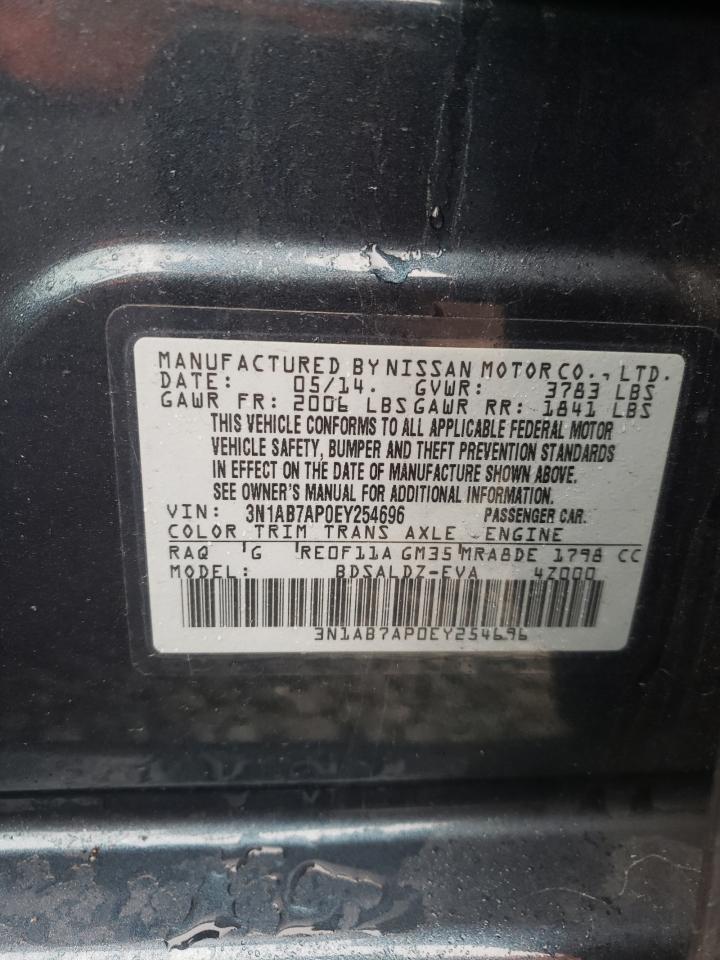 MANUFACTURED BY NISSAN MOTOR CO., LTD.
DATE: 05/14. GVWR: 3783 LBS
GAWR FR: 2006 LBS GAWR RR: 1841 LBS
THIS VEHICLE CONFORMS TO ALL APPLICABLE FEDERAL MOTOR
VEHICLE SAFETY, BUMPER AND THEFT PREVENTION STANDARDS
IN EFFECT ON THE DATE OF MANUFACTURE SHOWN ABOVE.
SEE OWNER'S MANUAL FOR ADDITIONAL INFORMATION.
VIN: 3N1AB7AP0EY254696 PASSENGER CAR.
COLOR TRIM TRANS AXLE ENGINE
RAQ G RE0F11A GM35 MRA8DE 1798 CC
MODEL: BDSALDZ-EVA 4Z000
3N1AB7AP0EY254696